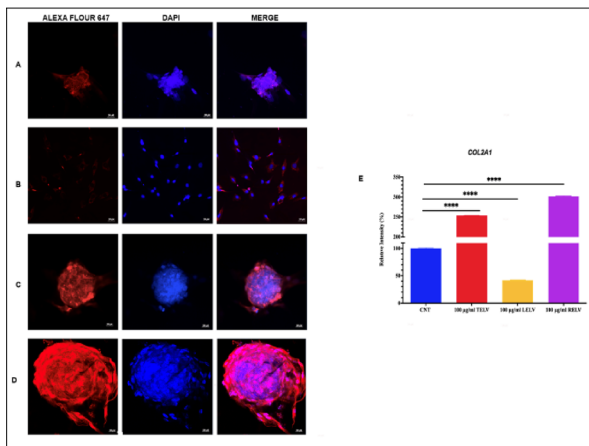 ALEXA FLOUR 647 DAPI MERGE
A
B
C
D
COL2A1
E
Relative Intensity (%)
350
300
250
200
100
50
0
****
****
****
CNT 100 µg/ml TELV 100 µg/ml LELV 100 µg/ml RELV